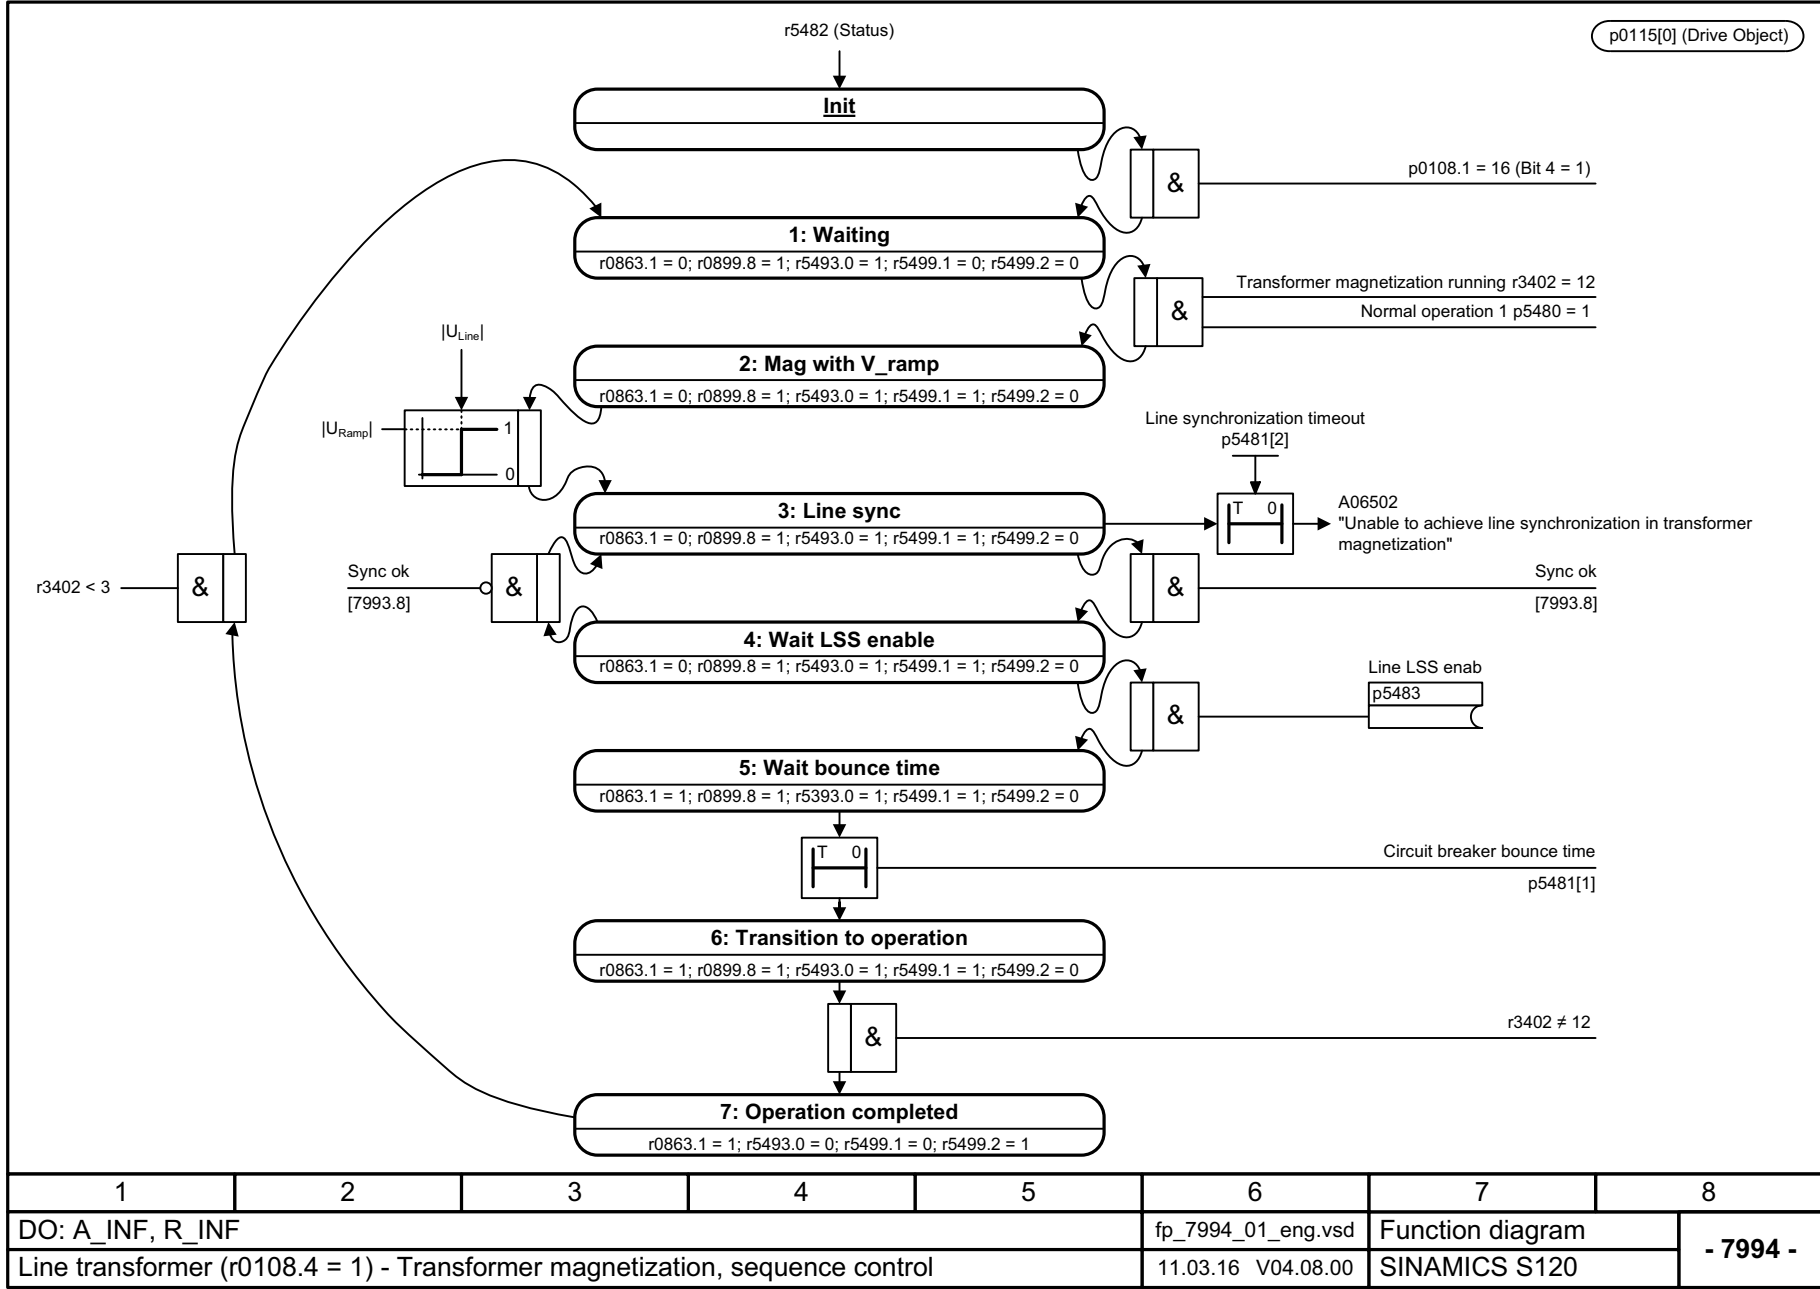 r5482 (Status)
p0115[0] (Drive Object)
Init
&
p0108.1 = 16 (Bit 4 = 1)
1: Waiting
r0863.1 = 0; r0899.8 = 1; r5493.0 = 1; r5499.1 = 0; r5499.2 = 0
&
Transformer magnetization running r3402 = 12
Normal operation 1 p5480 = 1
|ULine|
2: Mag with V_ramp
r0863.1 = 0; r0899.8 = 1; r5493.0 = 1; r5499.1 = 1; r5499.2 = 0
|URamp|
1
0
Line synchronization timeout
p5481[2]
3: Line sync
r0863.1 = 0; r0899.8 = 1; r5493.0 = 1; r5499.1 = 1; r5499.2 = 0
T 0
A06502
"Unable to achieve line synchronization in transformer
magnetization"
r3402 < 3
&
Sync ok
[7993.8]
&
&
Sync ok
[7993.8]
4: Wait LSS enable
r0863.1 = 0; r0899.8 = 1; r5493.0 = 1; r5499.1 = 1; r5499.2 = 0
&
Line LSS enab
p5483
5: Wait bounce time
r0863.1 = 1; r0899.8 = 1; r5393.0 = 1; r5499.1 = 1; r5499.2 = 0
T 0
Circuit breaker bounce time
p5481[1]
6: Transition to operation
r0863.1 = 1; r0899.8 = 1; r5493.0 = 1; r5499.1 = 1; r5499.2 = 0
&
r3402 ≠ 12
7: Operation completed
r0863.1 = 1; r5493.0 = 0; r5499.1 = 0; r5499.2 = 1
1 2 3 4 5 6 7 8
DO: A_INF, R_INF
fp_7994_01_eng.vsd
Function diagram
- 7994 -
Line transformer (r0108.4 = 1) - Transformer magnetization, sequence control
11.03.16 V04.08.00
SINAMICS S120